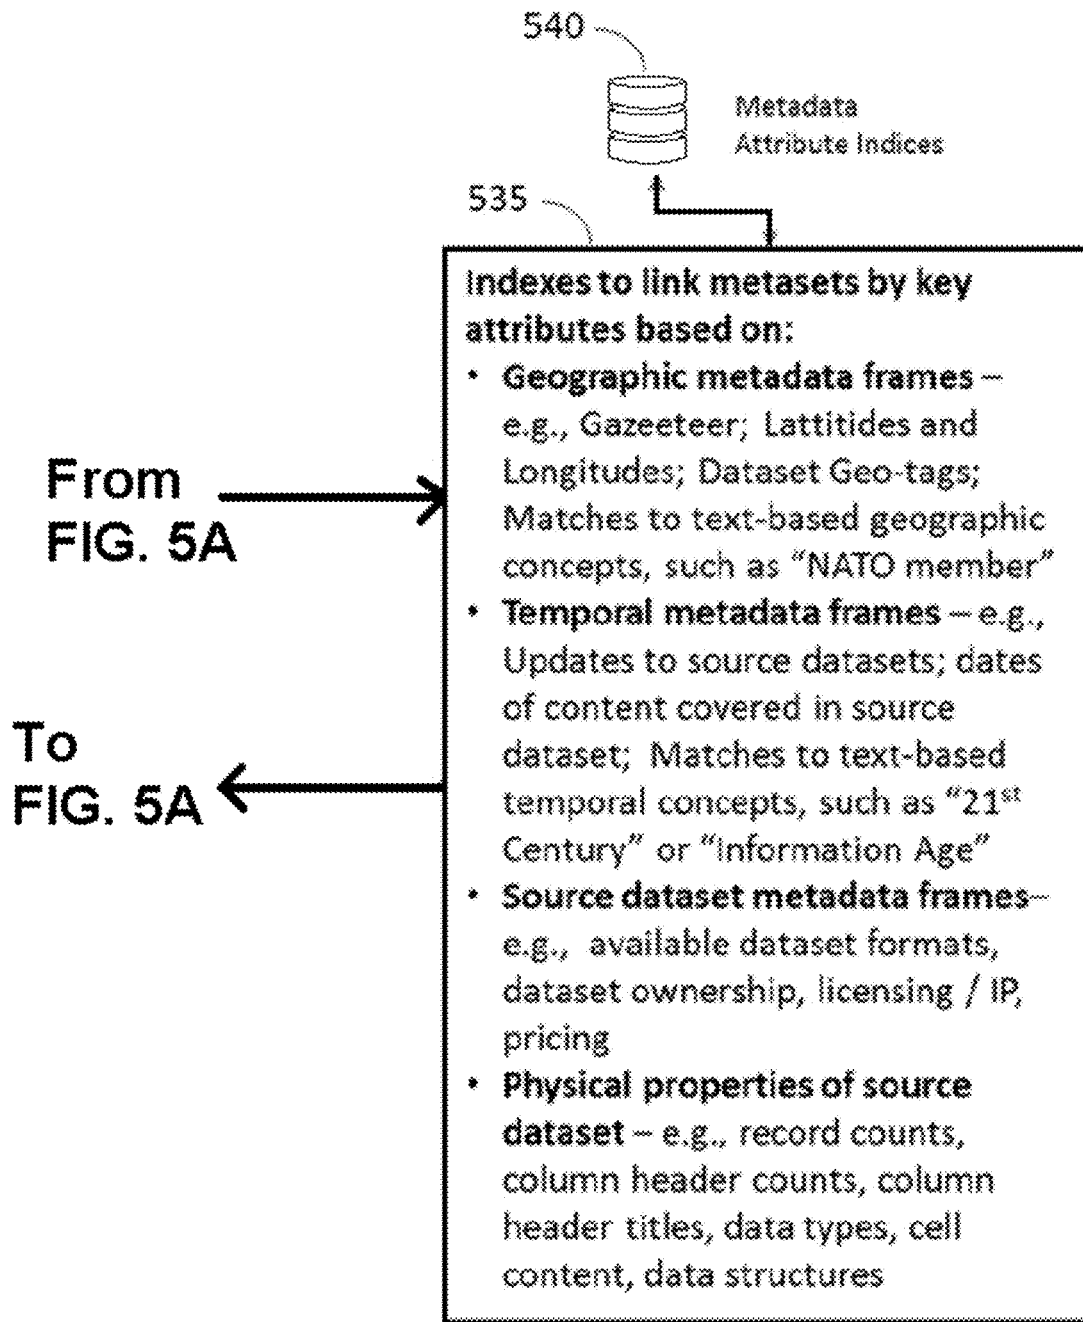 540
Metadata
Attribute Indices
535
Indexes to link metasets by key
attributes based on:
• Geographic metadata frames –
e.g., Gazeeteer; Lattitides and
Longitudes; Dataset Geo-tags;
Matches to text-based geographic
concepts, such as “NATO member”
• Temporal metadata frames – e.g.,
Updates to source datasets; dates
of content covered in source
dataset; Matches to text-based
temporal concepts, such as “21st
Century” or “Information Age”
• Source dataset metadata frames–
e.g., available dataset formats,
dataset ownership, licensing / IP,
pricing
• Physical properties of source
dataset – e.g., record counts,
column header counts, column
header titles, data types, cell
content, data structures
From
FIG. 5A
To
FIG. 5A